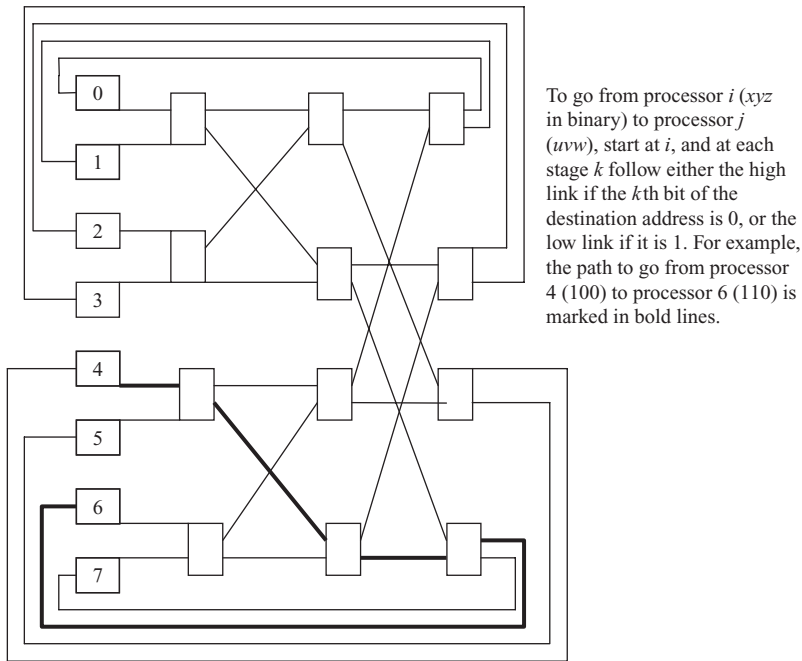 0
1
2
3
4
5
6
7
To go from processor i (xyz
in binary) to processor j
(uvw), start at i, and at each
stage k follow either the high
link if the kth bit of the
destination address is 0, or the
low link if it is 1. For example,
the path to go from processor
4 (100) to processor 6 (110) is
marked in bold lines.